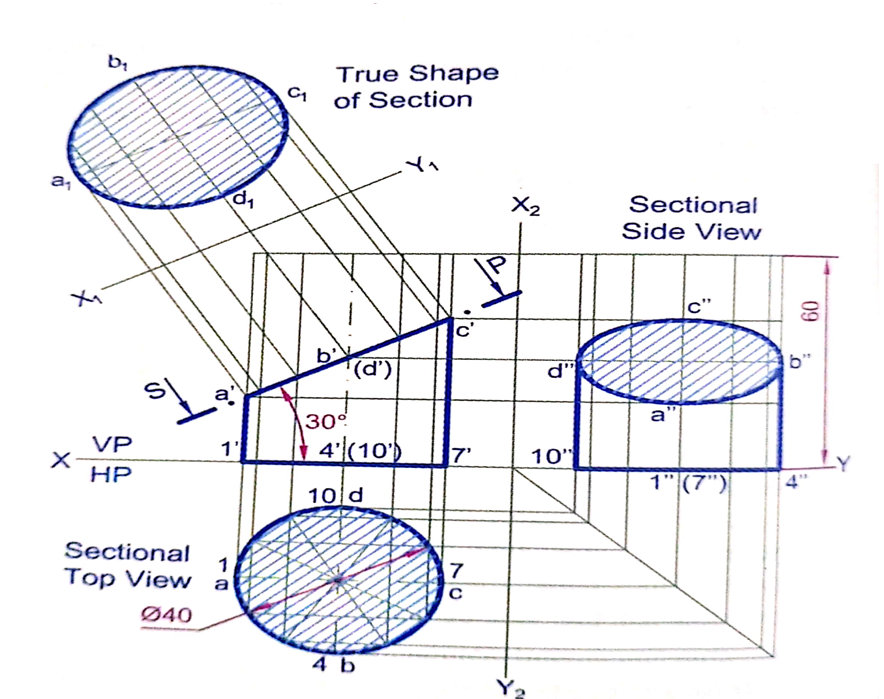 b₁
True Shape
of Section
c₁
a₁
d₁
Y₁
X₁
X₂
Sectional
Side View
P
c'
c"
60
b'
(d')
d"
b"
S
a'
a"
30°
X
VP
HP
1'
4' (10')
7'
10"
1" (7")
4"
Y
10 d
Sectional
Top View
1
a
7
c
Ø40
4 b
Y₂